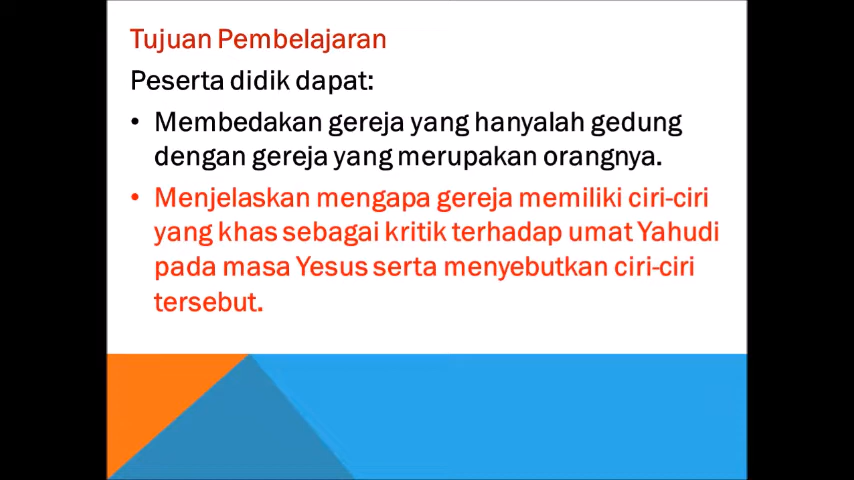 Tujuan Pembelajaran
Peserta didik dapat:
• Membedakan gereja yang hanyalah gedung
dengan gereja yang merupakan orangnya.
• Menjelaskan mengapa gereja memiliki ciri-ciri
yang khas sebagai kritik terhadap umat Yahudi
pada masa Yesus serta menyebutkan ciri-ciri
tersebut.